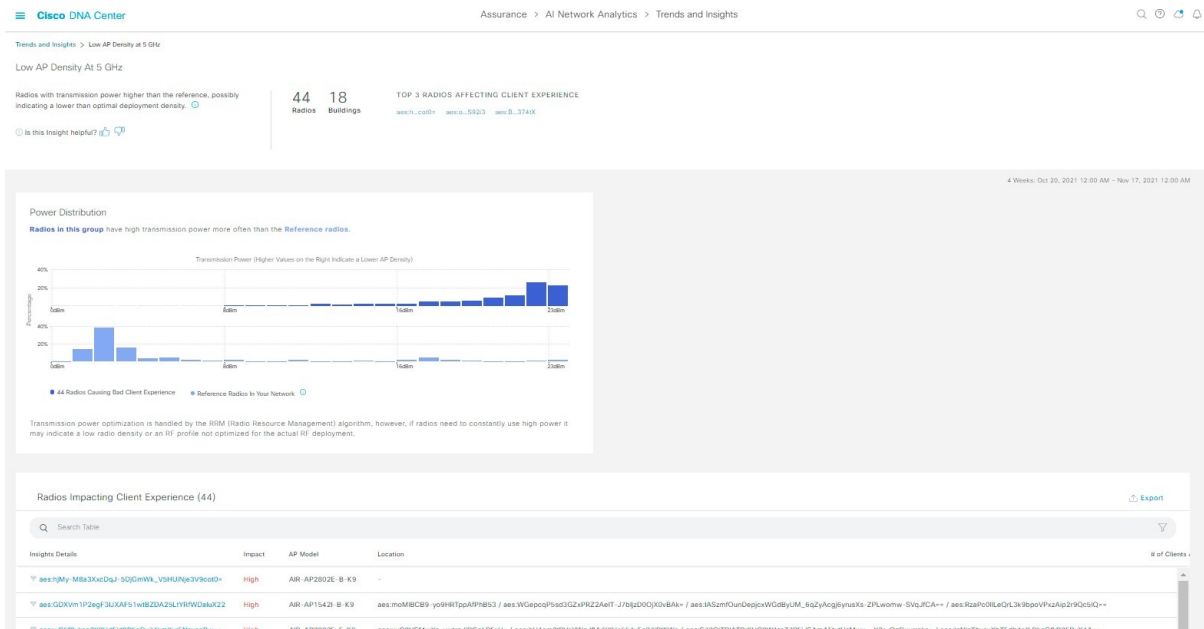 Cisco DNA Center
Assurance > AI Network Analytics > Trends and Insights
Trends and Insights > Low AP Density at 5 GHz
Low AP Density At 5 GHz
Radios with transmission power higher than the reference, possibly
indicating a lower than optimal deployment density.
44 Radios
18 Buildings
TOP 3 RADIOS AFFECTING CLIENT EXPERIENCE
aes:h...cot0= aes:o...592i3 aes:8...374tX
Is this Insight helpful?
4 Weeks: Oct 20, 2021 12:00 AM - Nov 17, 2021 12:00 AM
Power Distribution
Radios in this group have high transmission power more often than the Reference radios.
Transmission Power (Higher Values on the Right Indicate a Lower AP Density)
Percentage
40%
20%
0dBm 8dBm 16dBm 23dBm
40%
20%
0dBm 8dBm 16dBm 23dBm
44 Radios Causing Bad Client Experience Reference Radios In Your Network
Transmission power optimization is handled by the RRM (Radio Resource Management) algorithm, however, if radios need to constantly use high power it
may indicate a low radio density or an RF profile not optimized for the actual RF deployment.
Radios Impacting Client Experience (44)
Export
Search Table
Insights Details Impact AP Model Location # of Clients
High AIR-AP2802E-B-K9 -
High AIR-AP1542I-B-K9